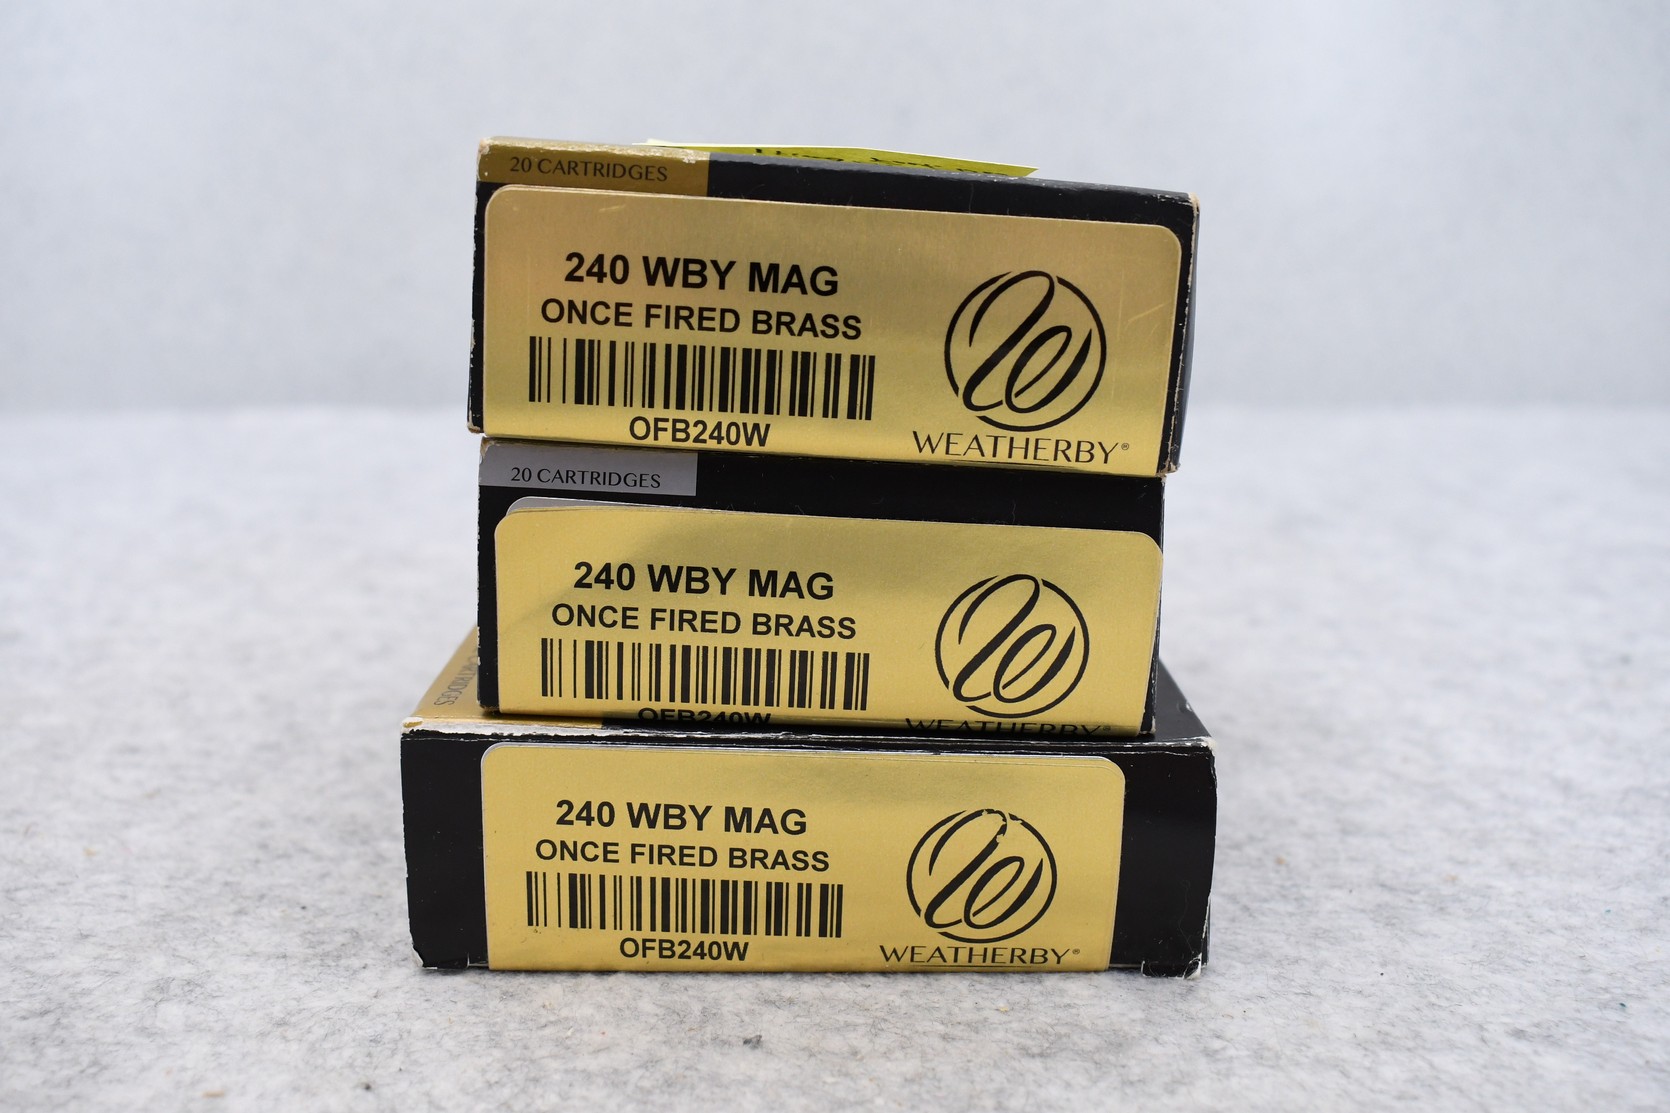 20 CARTRIDGES
240 WBY MAG
ONCE FIRED BRASS
OFB240W
WEATHERBY®
20 CARTRIDGES
240 WBY MAG
ONCE FIRED BRASS
OFB240W
WEATHERBY®
CARTRIDGES
240 WBY MAG
ONCE FIRED BRASS
OFB240W
WEATHERBY®